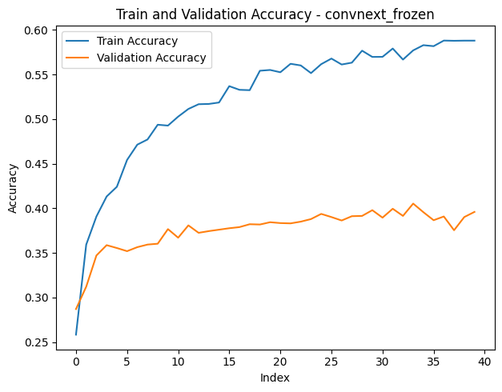 Train and Validation Accuracy - convnext_frozen
Train Accuracy
Validation Accuracy
0.60
0.55
0.50
0.45
0.40
0.35
0.30
0.25
Accuracy
0 5 10 15 20 25 30 35 40
Index